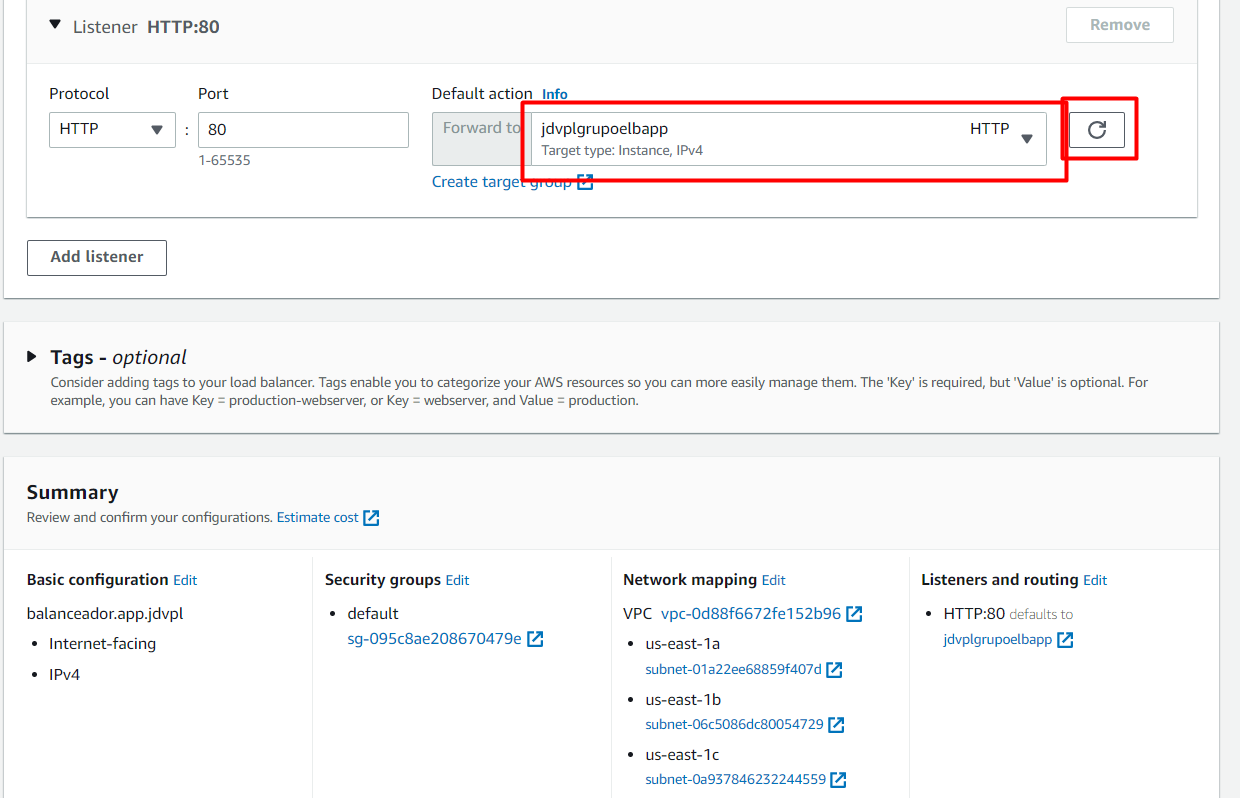 Listener HTTP:80
Remove
Protocol
Port
Default action Info
HTTP
:
80
Forward to
jdvplgrupoelbapp
HTTP
Target type: Instance, IPv4
1-65535
Create target group
Add listener
Tags - optional
Consider adding tags to your load balancer. Tags enable you to categorize your AWS resources so you can more easily manage them. The 'Key' is required, but 'Value' is optional. For
example, you can have Key = production-webserver, or Key = webserver, and Value = production.
Summary
Review and confirm your configurations. Estimate cost
Basic configuration Edit
balanceador.app.jdvpl
• Internet-facing
• IPv4
Security groups Edit
• default
sg-095c8ae208670479e
Network mapping Edit
VPC vpc-0d88f6672fe152b96
• us-east-1a
subnet-01a22ee68859f407d
• us-east-1b
subnet-06c5086dc80054729
• us-east-1c
subnet-0a937846232244559
Listeners and routing Edit
• HTTP:80 defaults to
jdvplgrupoelbapp